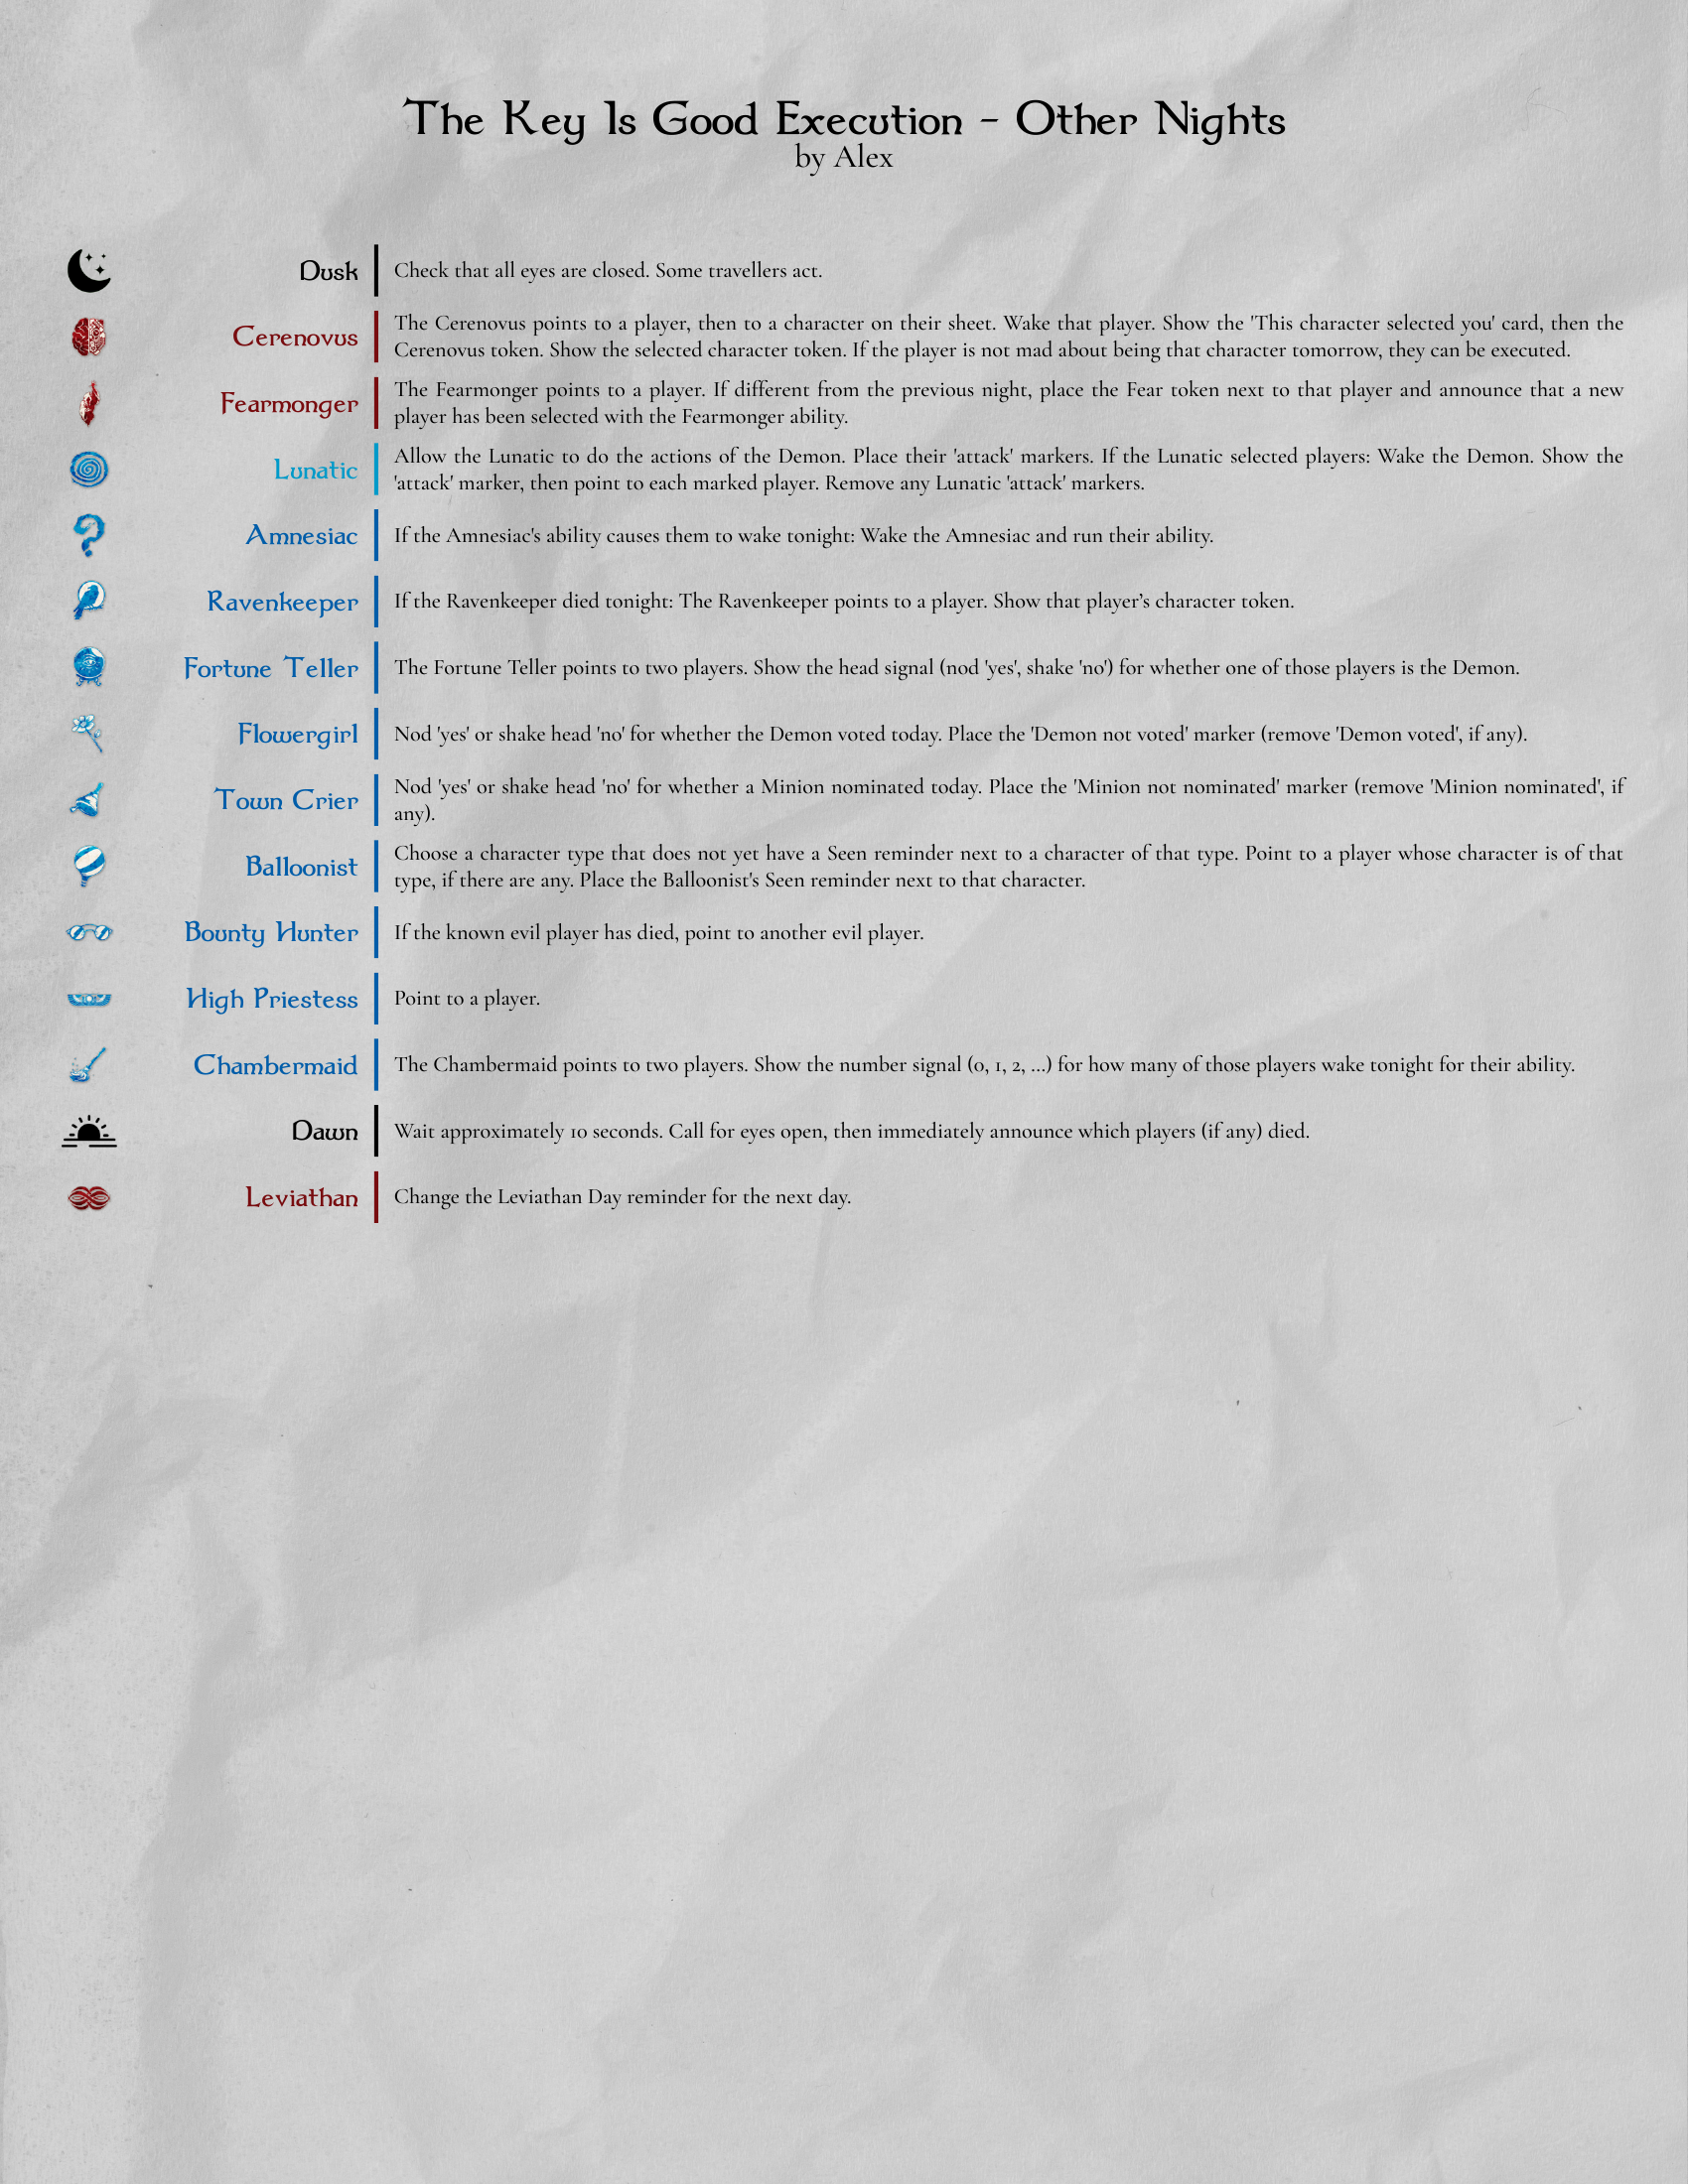 The Key Is Good Execution - Other Nights
by Alex
Dusk
Check that all eyes are closed. Some travellers act.
Cerenovus
The Cerenovus points to a player, then to a character on their sheet. Wake that player. Show the 'This character selected you' card, then the
Cerenovus token. Show the selected character token. If the player is not mad about being that character tomorrow, they can be executed.
Fearmonger
The Fearmonger points to a player. If different from the previous night, place the Fear token next to that player and announce that a new
player has been selected with the Fearmonger ability.
Lunatic
Allow the Lunatic to do the actions of the Demon. Place their 'attack' markers. If the Lunatic selected players: Wake the Demon. Show the
'attack' marker, then point to each marked player. Remove any Lunatic 'attack' markers.
Amnesiac
If the Amnesiac's ability causes them to wake tonight: Wake the Amnesiac and run their ability.
Ravenkeeper
If the Ravenkeeper died tonight: The Ravenkeeper points to a player. Show that player’s character token.
Fortune Teller
The Fortune Teller points to two players. Show the head signal (nod 'yes', shake 'no') for whether one of those players is the Demon.
Flowergirl
Nod 'yes' or shake head 'no' for whether the Demon voted today. Place the 'Demon not voted' marker (remove 'Demon voted', if any).
Town Crier
Nod 'yes' or shake head 'no' for whether a Minion nominated today. Place the 'Minion not nominated' marker (remove 'Minion nominated', if
any).
Balloonist
Choose a character type that does not yet have a Seen reminder next to a character of that type. Point to a player whose character is of that
type, if there are any. Place the Balloonist's Seen reminder next to that character.
Bounty Hunter
If the known evil player has died, point to another evil player.
High Priestess
Point to a player.
Chambermaid
The Chambermaid points to two players. Show the number signal (0, 1, 2, ...) for how many of those players wake tonight for their ability.
Dawn
Wait approximately 10 seconds. Call for eyes open, then immediately announce which players (if any) died.
Leviathan
Change the Leviathan Day reminder for the next day.